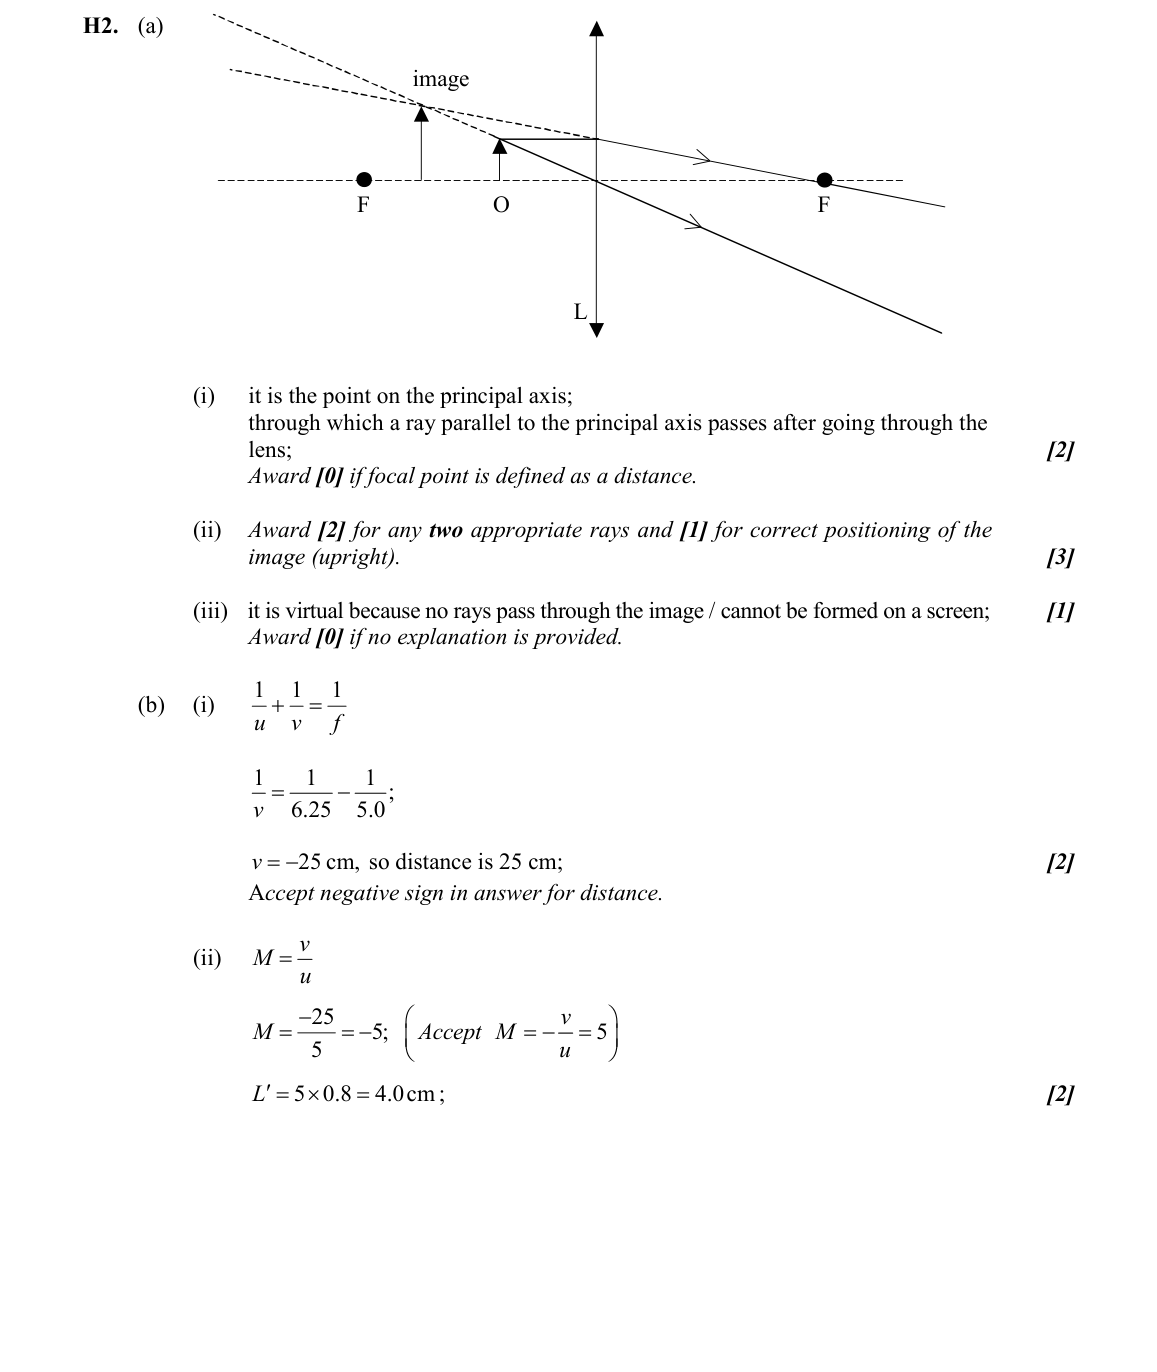 H2. (a)
image
F O F
L
(i) it is the point on the principal axis;
through which a ray parallel to the principal axis passes after going through the
lens; [2]
Award [0] if focal point is defined as a distance.
(ii) Award [2] for any two appropriate rays and [1] for correct positioning of the
image (upright). [3]
(iii) it is virtual because no rays pass through the image / cannot be formed on a screen; [1]
Award [0] if no explanation is provided.
(b) (i) 1/u + 1/v = 1/f
1/v = 1/6.25 − 1/5.0;
v = −25 cm, so distance is 25 cm; [2]
Accept negative sign in answer for distance.
(ii) M = v/u
M = −25/5 = −5; (Accept M = −v/u = 5)
L′ = 5×0.8 = 4.0 cm; [2]